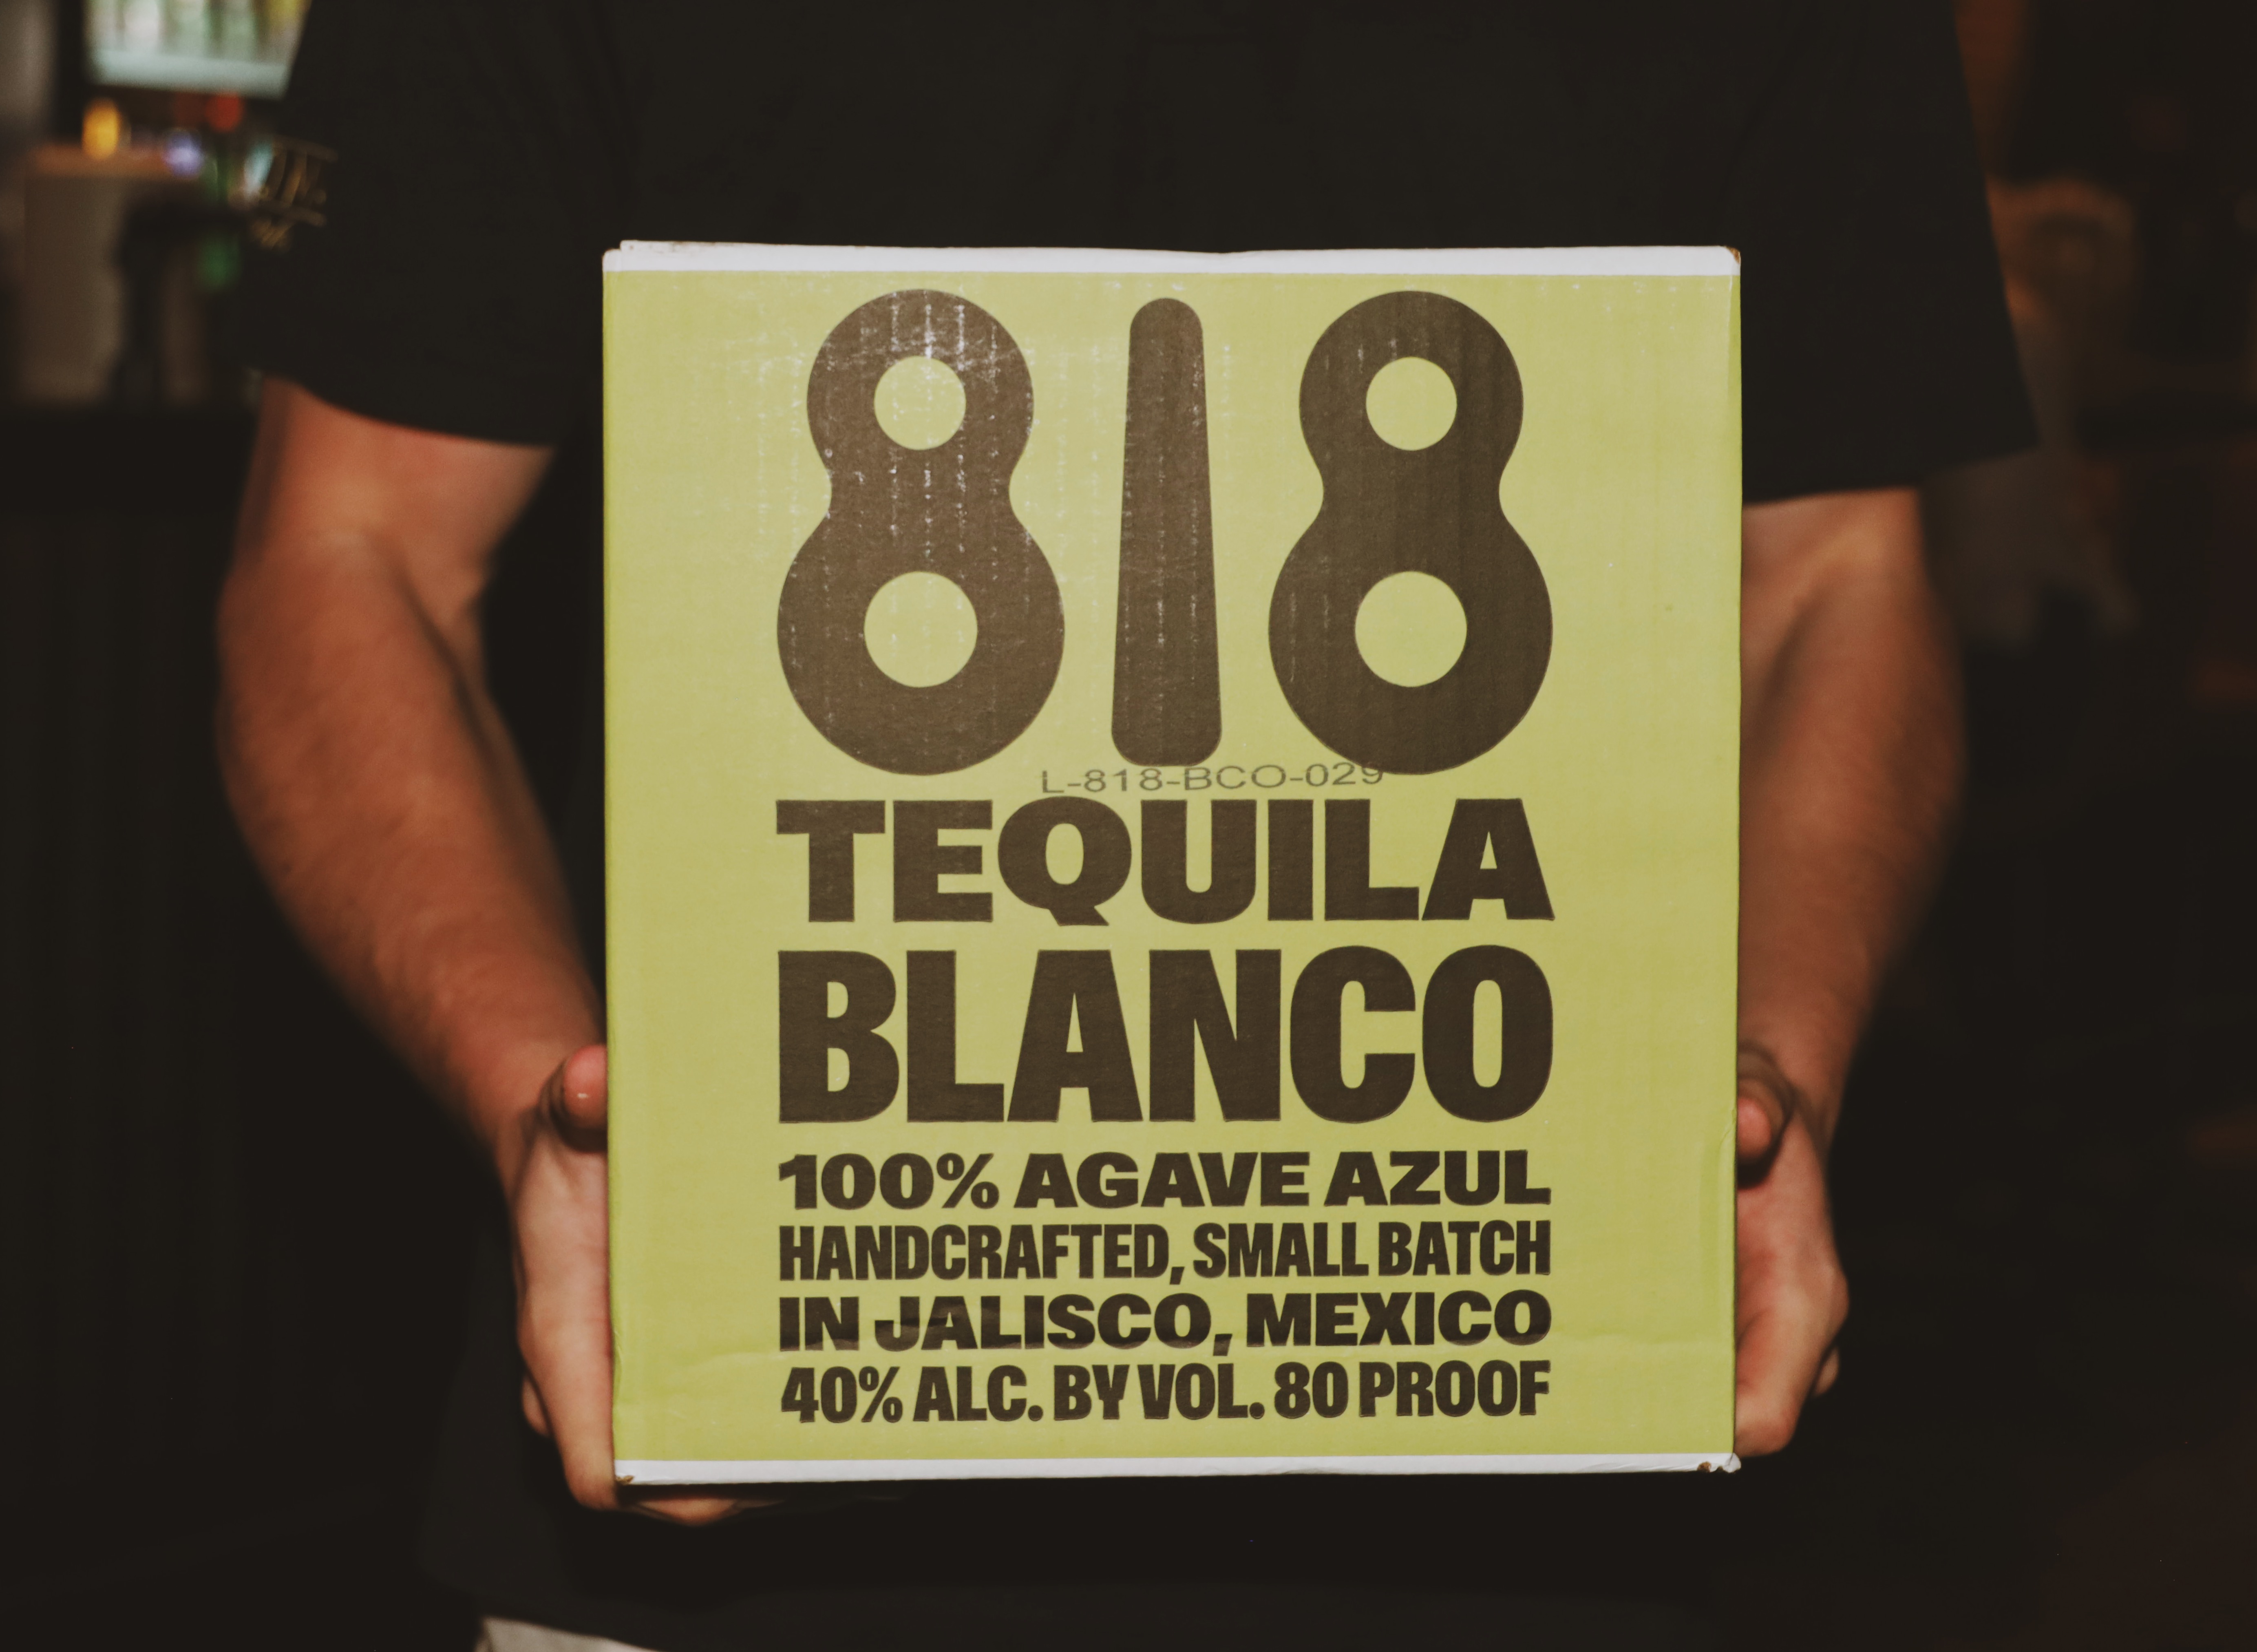 818
L-818-BCO-029
TEQUILA
BLANCO
100% AGAVE AZUL
HANDCRAFTED, SMALL BATCH
IN JALISCO, MEXICO
40% ALC. BY VOL. 80 PROOF